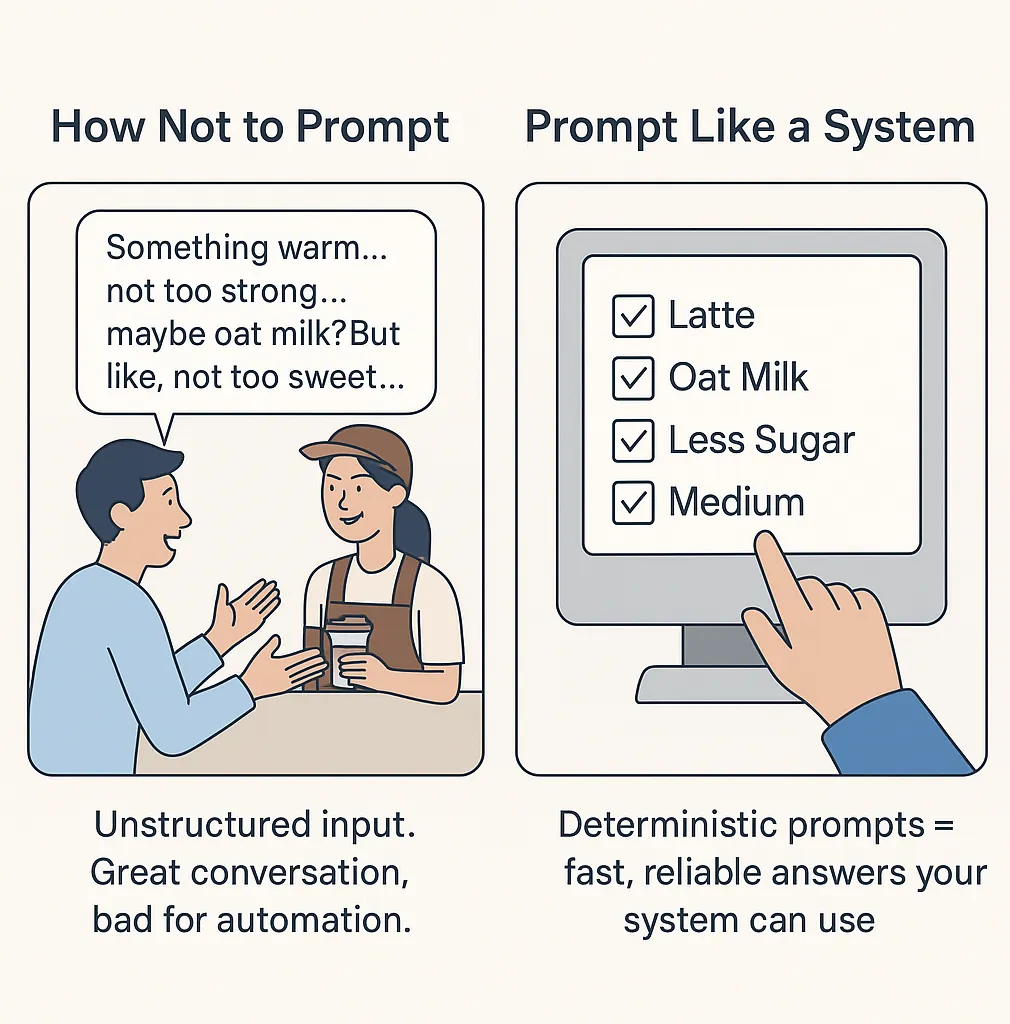 How Not to Prompt
Something warm...
not too strong...
maybe oat milk?But
like, not too sweet...
Unstructured input.
Great conversation,
bad for automation.
Prompt Like a System
Latte
Oat Milk
Less Sugar
Medium
Deterministic prompts =
fast, reliable answers your
system can use